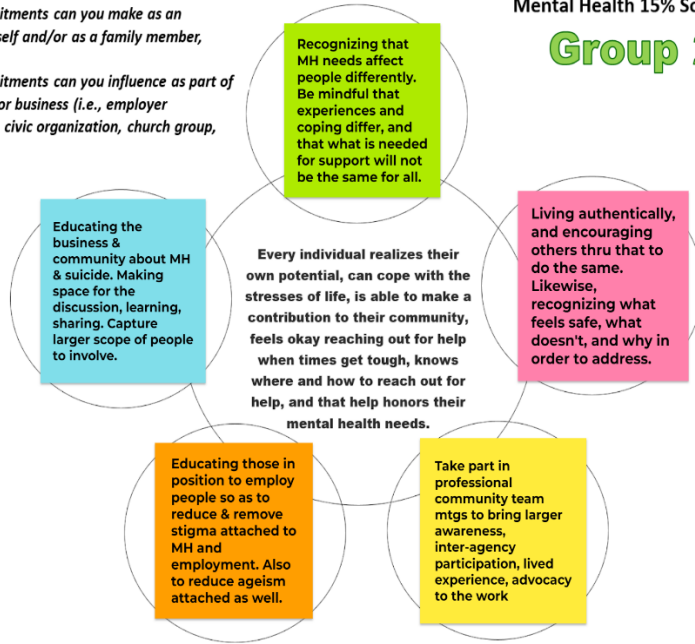 itments can you make as an
self and/or as a family member,
itments can you influence as part of
or business (i.e., employer
civic organization, church group,
Mental Health 15% So
Group
Recognizing that
MH needs affect
people differently.
Be mindful that
experiences and
coping differ, and
that what is needed
for support will not
be the same for all.
Educating the
business &
community about MH
& suicide. Making
space for the
discussion, learning,
sharing. Capture
larger scope of people
to involve.
Every individual realizes their
own potential, can cope with the
stresses of life, is able to make a
contribution to their community,
feels okay reaching out for help
when times get tough, knows
where and how to reach out for
help, and that help honors their
mental health needs.
Living authentically,
and encouraging
others thru that to
do the same.
Likewise,
recognizing what
feels safe, what
doesn't, and why in
order to address.
Educating those in
position to employ
people so as to
reduce & remove
stigma attached to
MH and
employment. Also
to reduce ageism
attached as well.
Take part in
professional
community team
mtgs to bring larger
awareness,
inter-agency
participation, lived
experience, advocacy
to the work